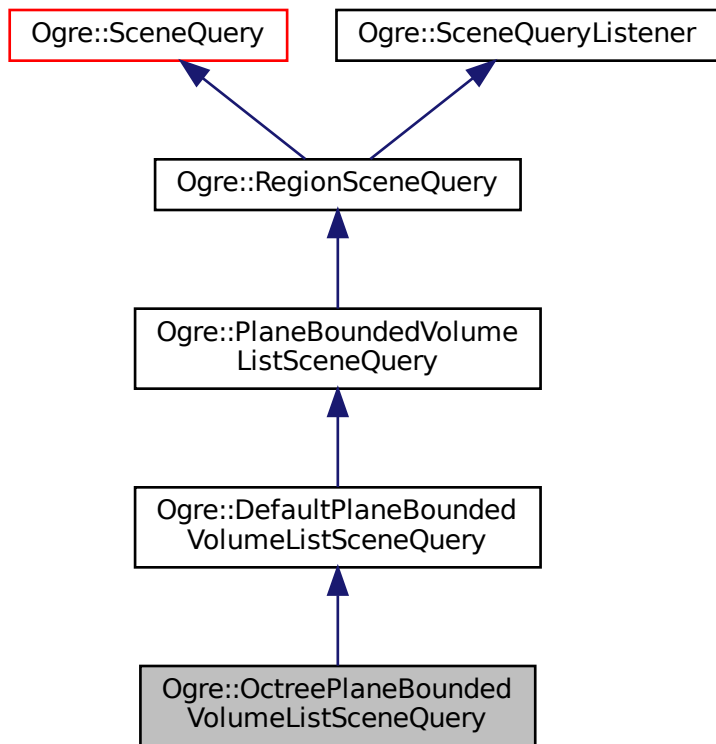 Ogre::SceneQuery
Ogre::SceneQueryListener
Ogre::RegionSceneQuery
Ogre::PlaneBoundedVolume
ListSceneQuery
Ogre::DefaultPlaneBounded
VolumeListSceneQuery
Ogre::OctreePlaneBounded
VolumeListSceneQuery